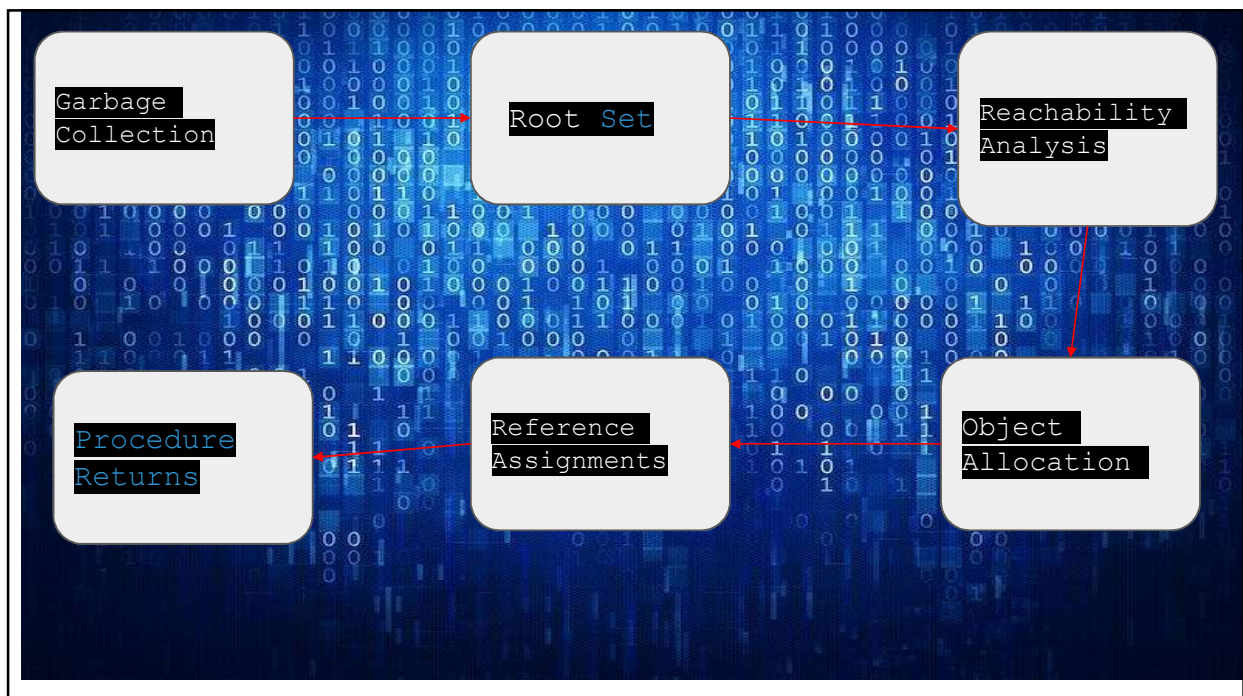 Garbage
Collection
Root Set
Reachability
Analysis
Object
Allocation
Reference
Assignments
Procedure
Returns